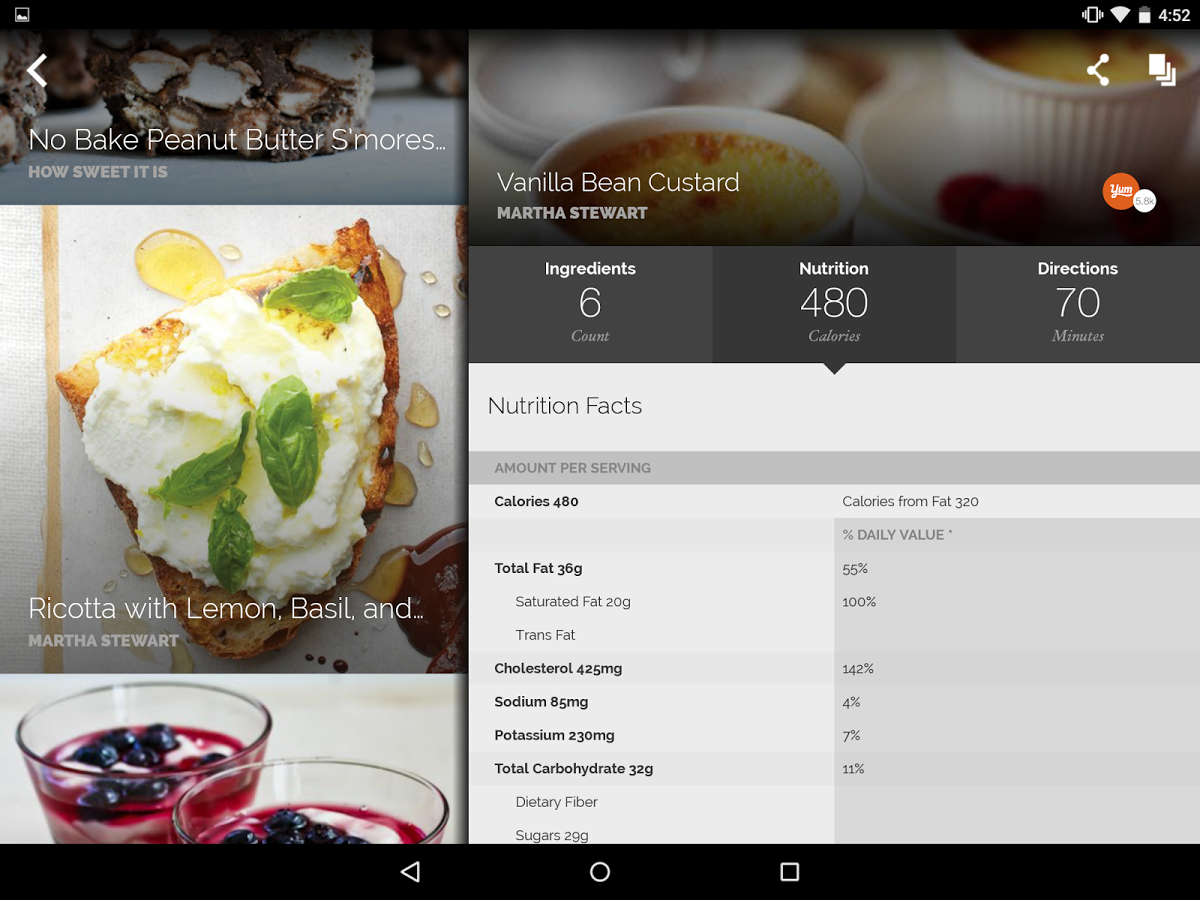 4:52
No Bake Peanut Butter S'mores...
HOW SWEET IT IS
Ricotta with Lemon, Basil, and...
MARTHA STEWART
Vanilla Bean Custard
MARTHA STEWART
Yum
5.8k
Ingredients
6
Count
Nutrition
480
Calories
Directions
70
Minutes
Nutrition Facts
AMOUNT PER SERVING
Calories 480 Calories from Fat 320
% DAILY VALUE *
Total Fat 36g 55%
Saturated Fat 20g 100%
Trans Fat
Cholesterol 425mg 142%
Sodium 85mg 4%
Potassium 230mg 7%
Total Carbohydrate 32g 11%
Dietary Fiber
Sugars 29g